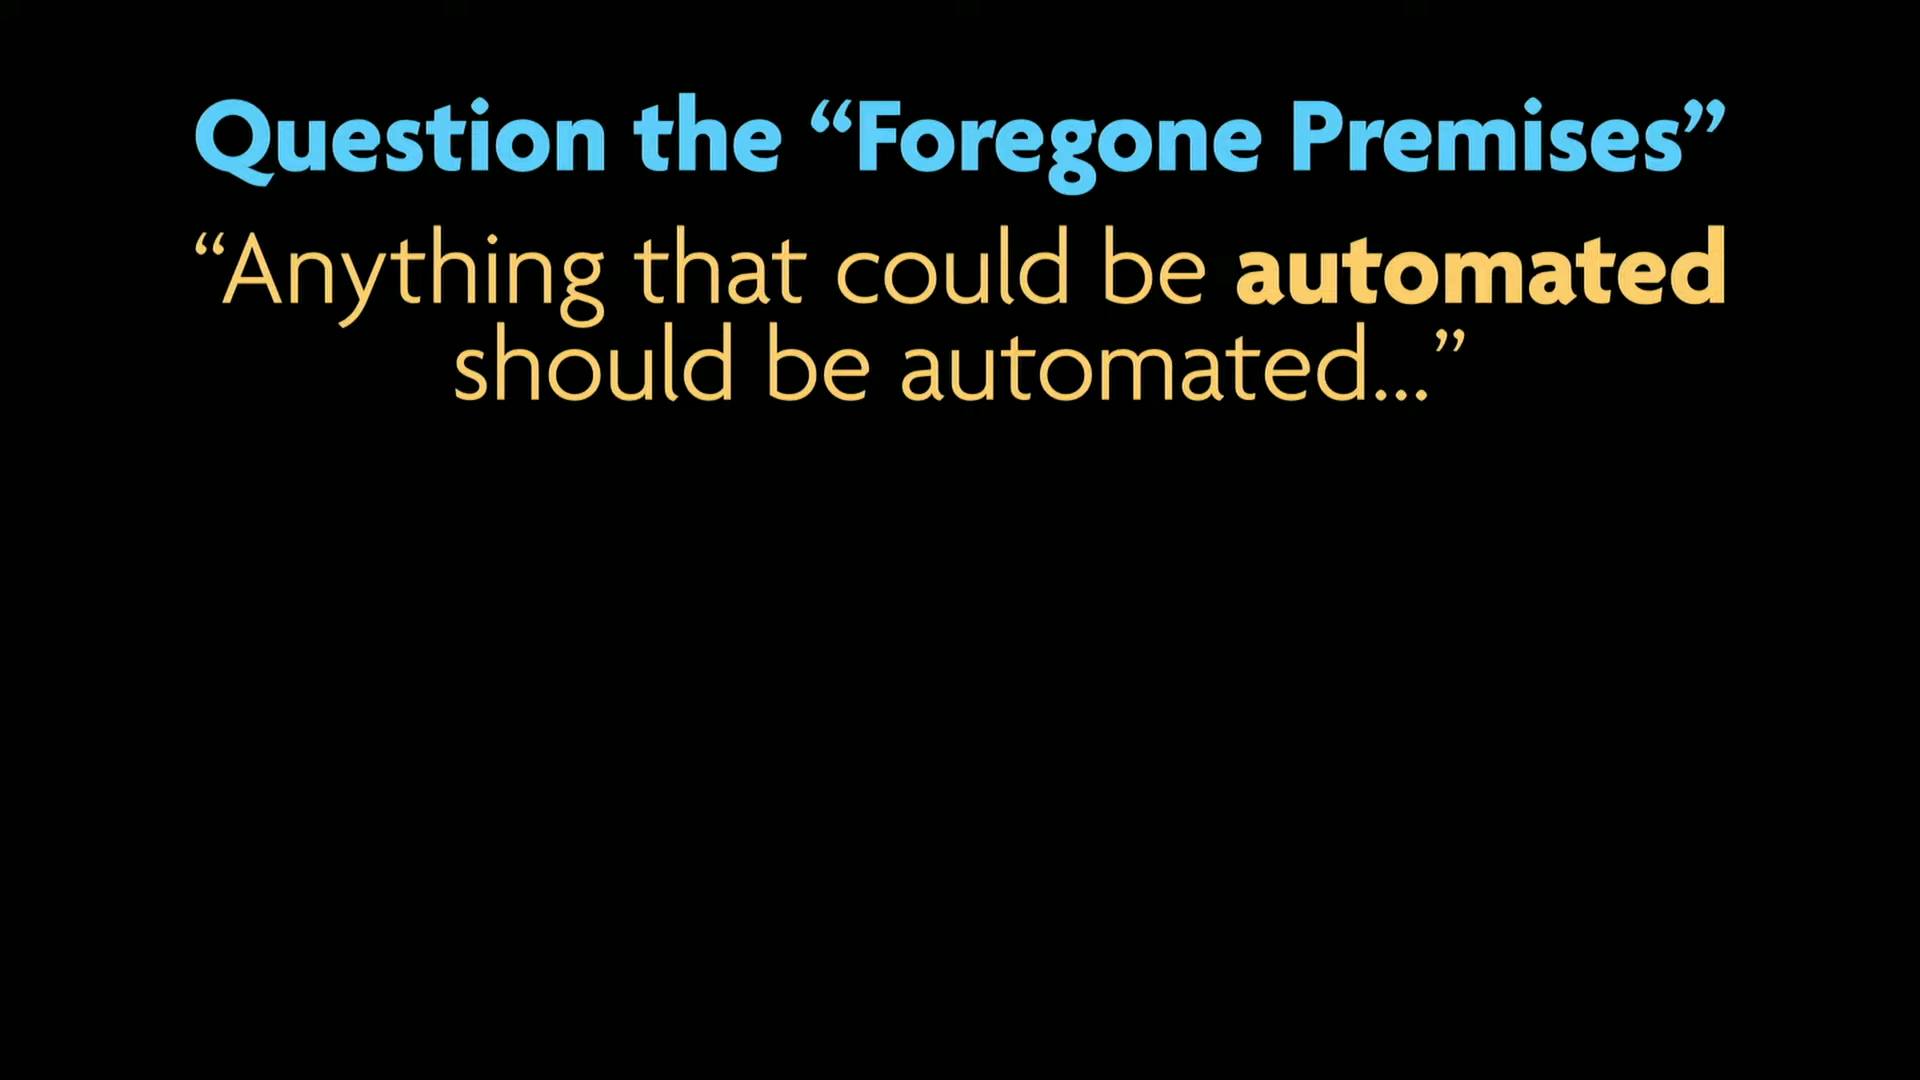 Question the “Foregone Premises”
“Anything that could be automated
should be automated...”